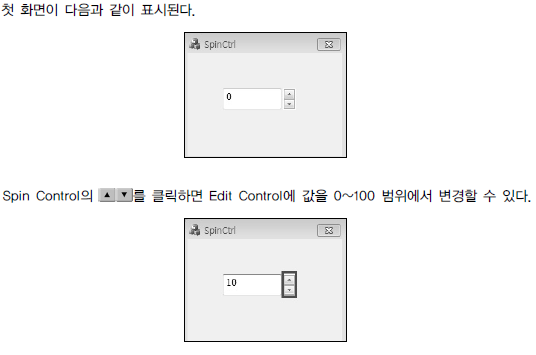 첫 화면이 다음과 같이 표시된다.
SpinCtrl
0
Spin Control의 ▲▼를 클릭하면 Edit Control에 값을 0~100 범위에서 변경할 수 있다.
SpinCtrl
10